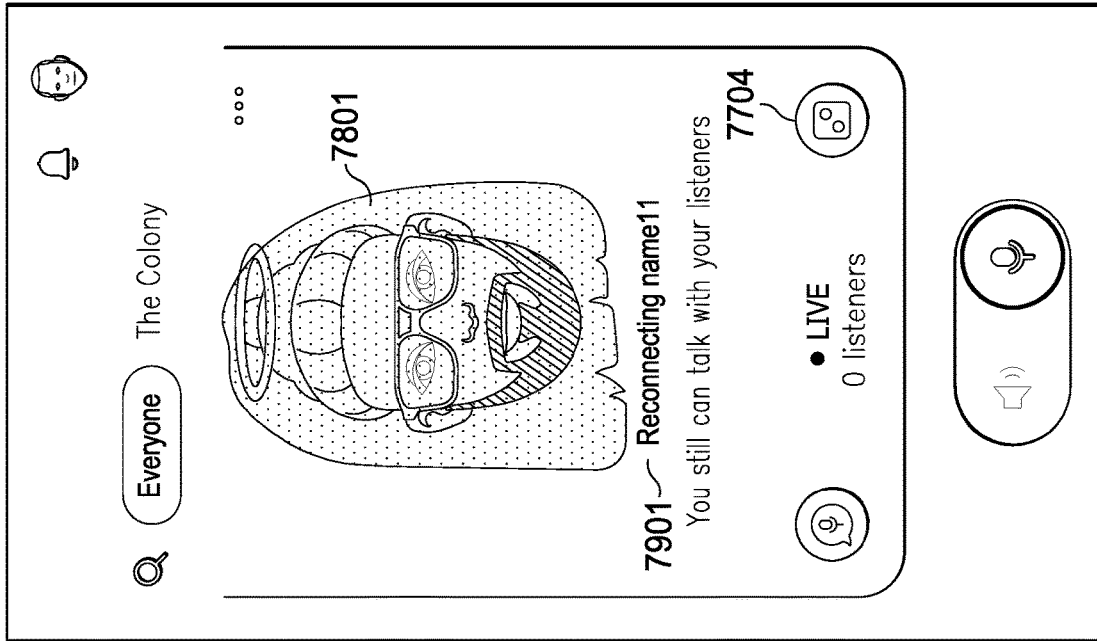 Everyone The Colony
7801
7901 Reconnecting name11
You still can talk with your listeners
7704
LIVE
0 listeners